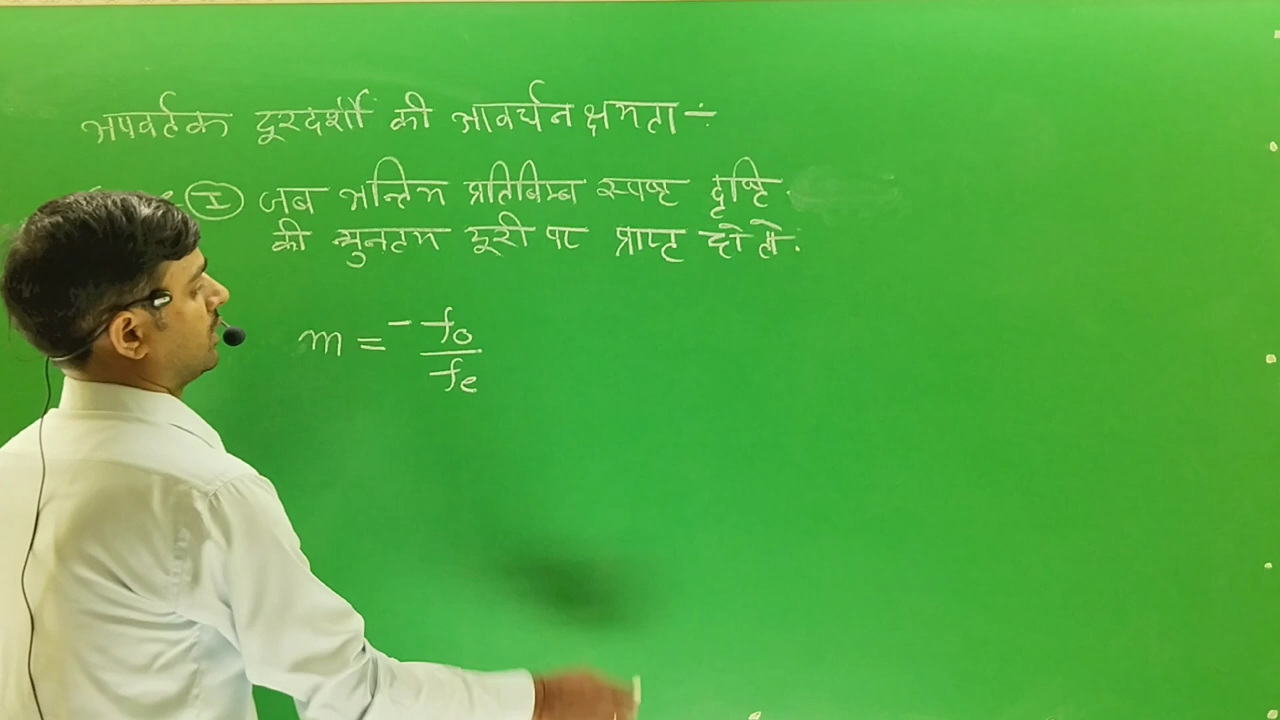 अपवर्तक दूरदर्शी की आवर्धन क्षमता ÷
I जब अन्तिम प्रतिबिम्ब स्पष्ट दृष्टि
की न्युनतम दूरी पर प्राप्त हो तो.
m = - fo / fe